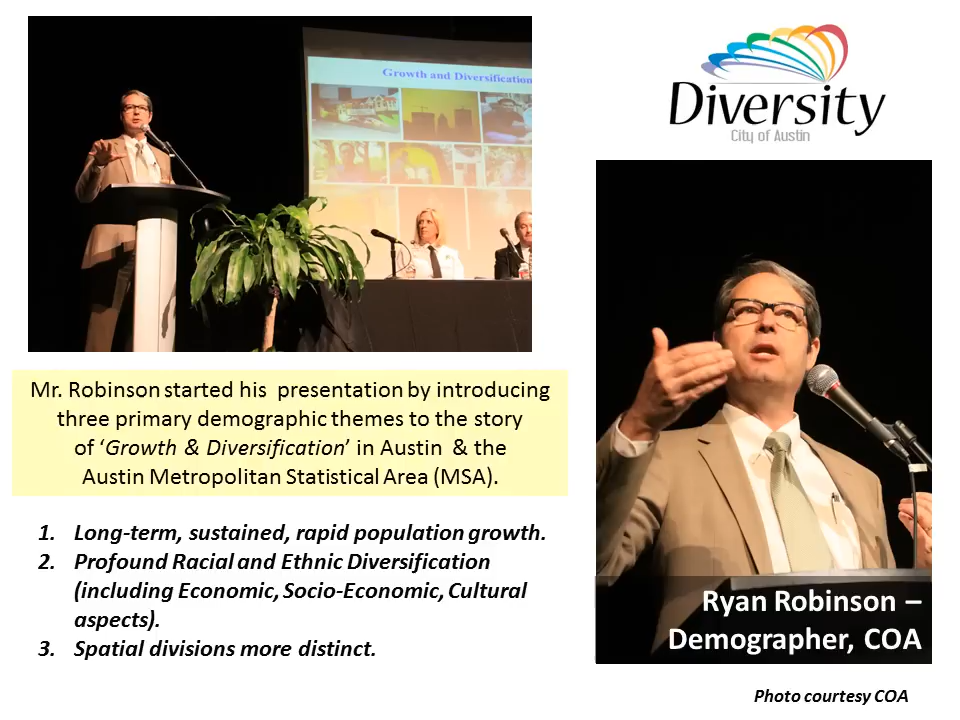 Growth and Diversification
Diversity
City of Austin
Mr. Robinson started his presentation by introducing
three primary demographic themes to the story
of ‘Growth & Diversification’ in Austin & the
Austin Metropolitan Statistical Area (MSA).
1. Long-term, sustained, rapid population growth.
2. Profound Racial and Ethnic Diversification
(including Economic, Socio-Economic, Cultural
aspects).
3. Spatial divisions more distinct.
Ryan Robinson –
Demographer, COA
Photo courtesy COA